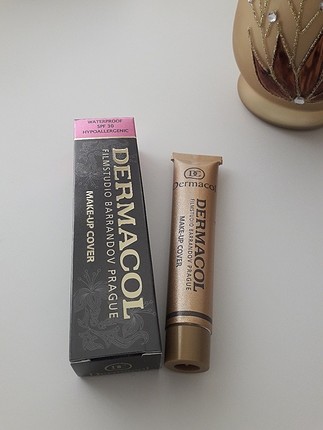 WATERPROOF
SPF 30
HYPOALLERGENIC
DERMACOL
FILMSTUDIO BARRANDOV PRAGUE
MAKE-UP COVER
Dermacol
DERMACOL
FILMSTUDIO BARRANDOV PRAGUE
MAKE-UP COVER